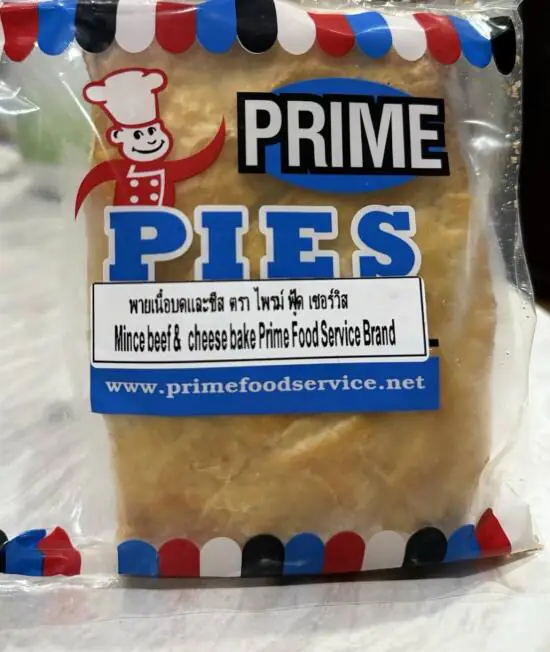 PRIME
PIES
พายเนื้อบดและชีส ตรา ไพรม์ ฟู้ด เซอร์วิส
Mince beef & cheese bake Prime Food Service Brand
www.primefoodservice.net